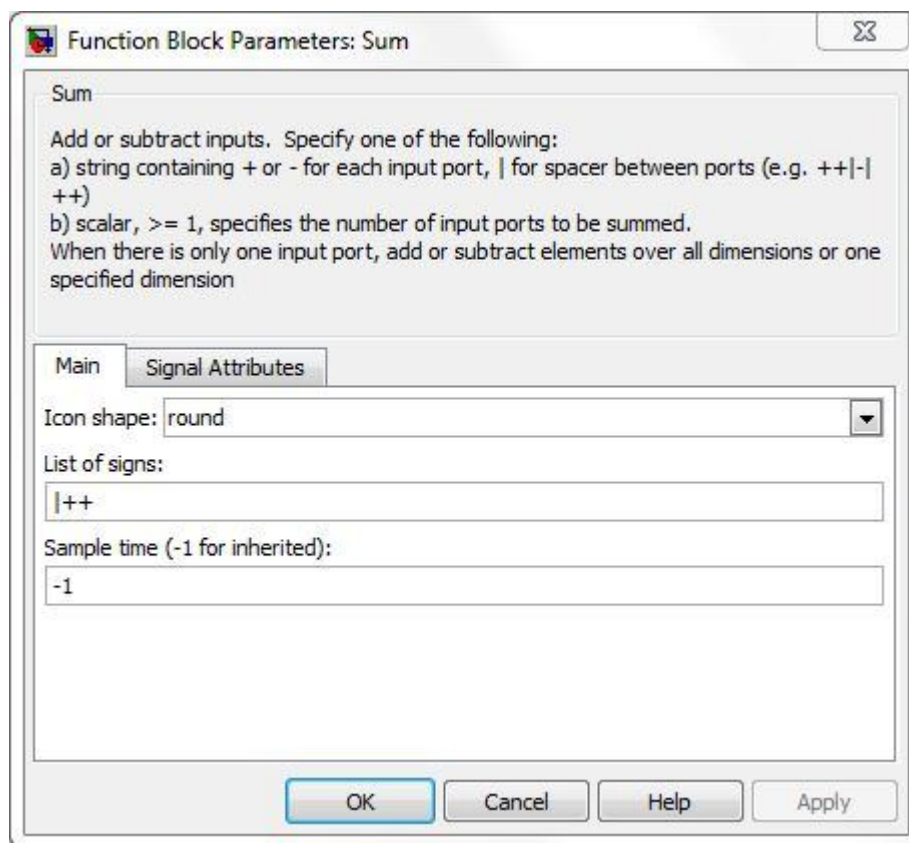 Function Block Parameters: Sum
Sum
Add or subtract inputs. Specify one of the following:
a) string containing + or - for each input port, | for spacer between ports (e.g. ++|-|
++)
b) scalar, >= 1, specifies the number of input ports to be summed.
When there is only one input port, add or subtract elements over all dimensions or one
specified dimension
Main Signal Attributes
Icon shape: round
List of signs:
|++
Sample time (-1 for inherited):
-1
OK Cancel Help Apply